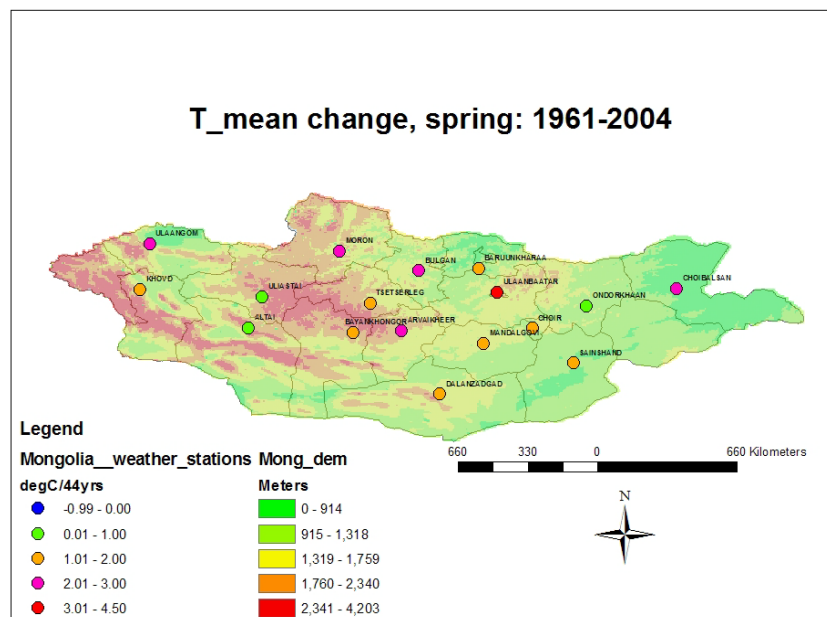 T_mean change, spring: 1961-2004
ULAANGOM
MORON
BULGAN
BARUUNKHARAA
KHOVD
ULIASTAI
TSETSERLEG
ULAANBAATAR
CHOIBALSAN
ONDORKHAAN
ALTAI
BAYANKHONGOR
ARVAIKHEER
CHOIR
MANDALGOVI
SAINSHAND
DALANZADGAD
Legend
Mongolia__weather_stations
degC/44yrs
-0.99 - 0.00
0.01 - 1.00
1.01 - 2.00
2.01 - 3.00
3.01 - 4.50
Mong_dem
Meters
0 - 914
915 - 1,318
1,319 - 1,759
1,760 - 2,340
2,341 - 4,203
660 330 0 660 Kilometers
N